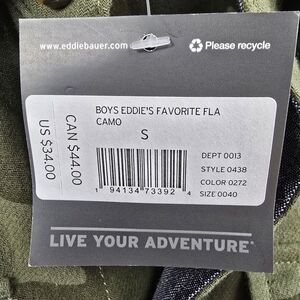 www.eddiebauer.com
Please recycle
BOYS EDDIE'S FAVORITE FLA
CAMO
S
CAN $44.00
US $34.00
DEPT 0013
STYLE 0438
COLOR 0272
SIZE 0040
1 94134 73392 4
LIVE YOUR ADVENTURE®